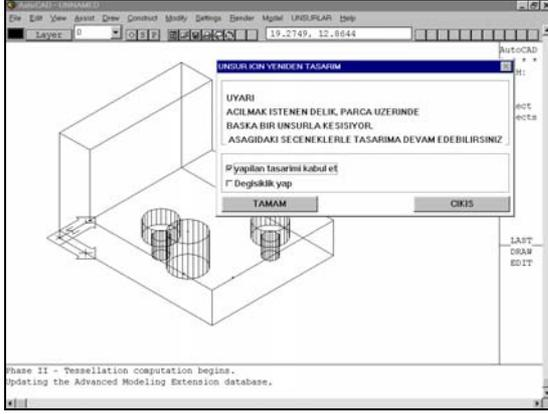 AutoCAD - UNNAMED
File Edit View Assist Draw Construct Modify Settings Render Model UNSURLAR Help
Layer 0 O S P 19.2749, 12.8644
AutoCAD
* *
M:
ect
ects
LAST
DRAW
EDIT
UNSUR ICIN YENIDEN TASARIM
UYARI
ACILMAK ISTENEN DELIK, PARCA UZERINDE
BASKA BIR UNSURLA KESISIYOR.
ASAGIDAKI SECENEKLERLE TASARIMA DEVAM EDEBILIRSINIZ
yapilan tasarimi kabul et
Degisiklik yap
TAMAM CIKIS
Phase II - Tessellation computation begins.
Updating the Advanced Modeling Extension database.